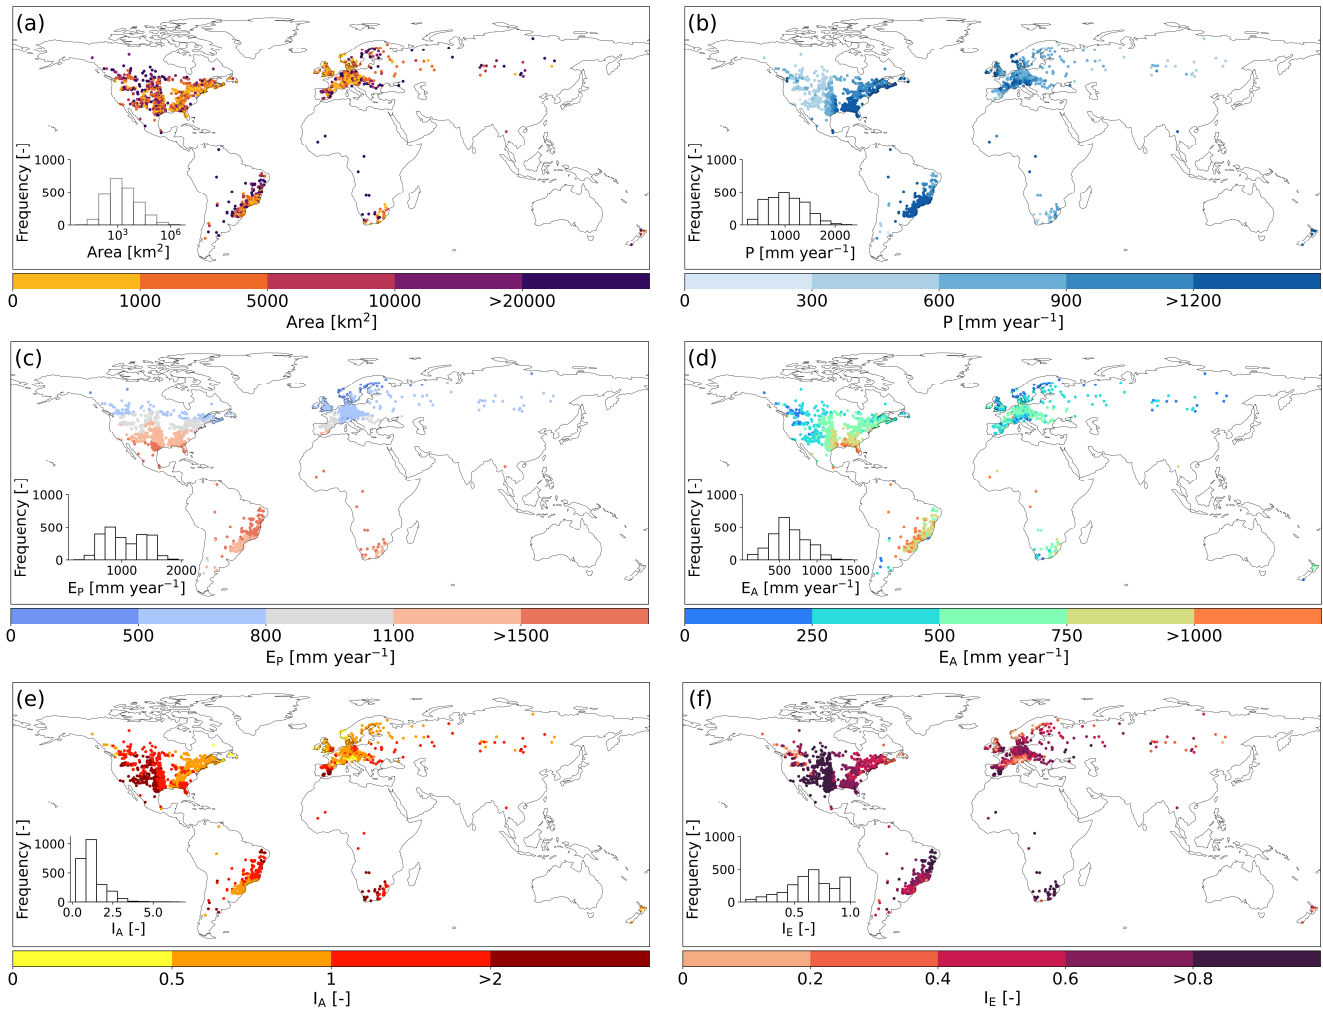 (a)
Frequency [-]
1000
500
0
10³ 10⁶
Area [km²]
0 1000 5000 10000 >20000
Area [km²]
(b)
Frequency [-]
1000
500
0
1000 2000
P [mm year⁻¹]
0 300 600 900 >1200
P [mm year⁻¹]
(c)
Frequency [-]
1000
500
0
1000 2000
E_P [mm year⁻¹]
0 500 800 1100 >1500
E_P [mm year⁻¹]
(d)
Frequency [-]
1000
500
0
500 1000 1500
E_A [mm year⁻¹]
0 250 500 750 >1000
E_A [mm year⁻¹]
(e)
Frequency [-]
1000
500
0
0.0 2.5 5.0
I_A [-]
0 0.5 1 >2
I_A [-]
(f)
Frequency [-]
1000
500
0
0.5 1.0
I_E [-]
0 0.2 0.4 0.6 >0.8
I_E [-]